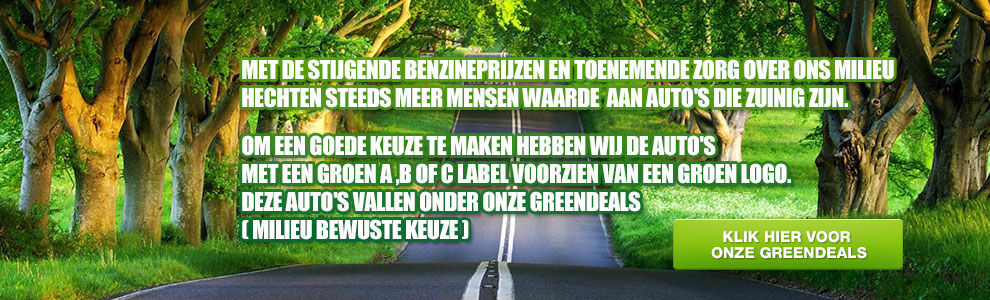 MET DE STIJGENDE BENZINEPRIJZEN EN TOENEMENDE ZORG OVER ONS MILIEU
HECHTEN STEEDS MEER MENSEN WAARDE AAN AUTO'S DIE ZUINIG ZIJN.
OM EEN GOEDE KEUZE TE MAKEN HEBBEN WIJ DE AUTO'S
MET EEN GROEN A ,B OF C LABEL VOORZIEN VAN EEN GROEN LOGO.
DEZE AUTO'S VALLEN ONDER ONZE GREENDEALS
( MILIEU BEWUSTE KEUZE )
KLIK HIER VOOR
ONZE GREENDEALS